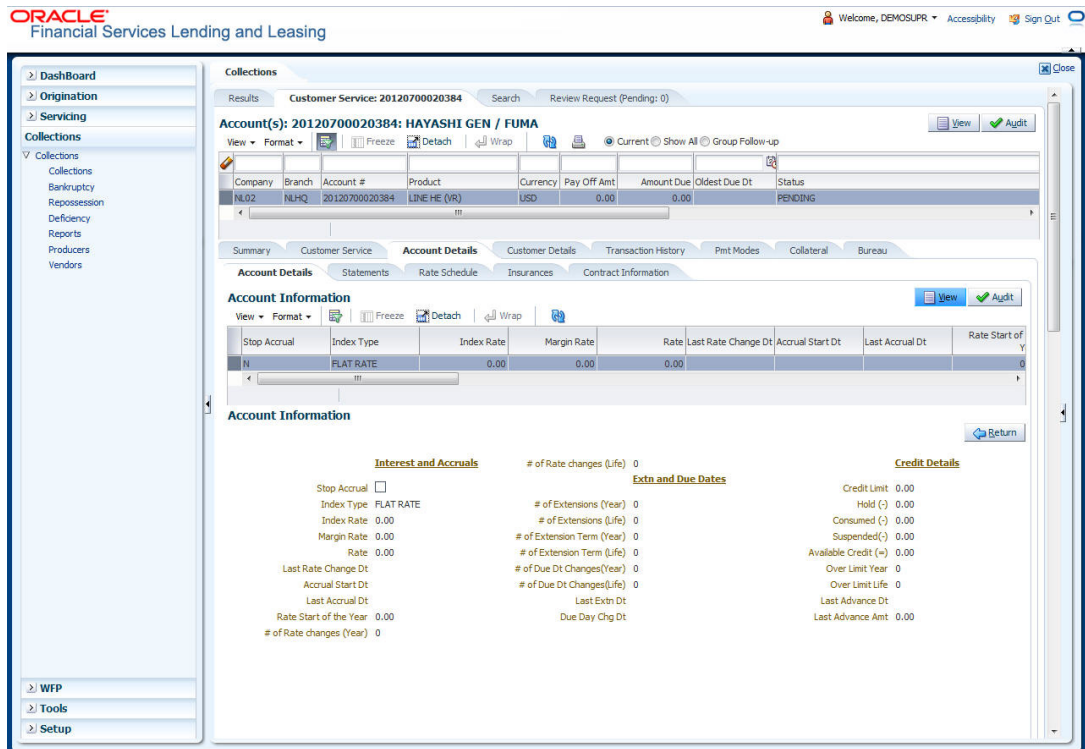 ORACLE
Financial Services Lending and Leasing
Welcome, DEMOSUPR Accessibility Sign Out
Close
DashBoard
Origination
Servicing
Collections
Collections
Collections
Bankruptcy
Repossession
Deficiency
Reports
Producers
Vendors
WFP
Tools
Setup
Collections
Results Customer Service: 20120700020384 Search Review Request (Pending: 0)
Account(s): 20120700020384: HAYASHI GEN / FUMA
View Audit
View Format Freeze Detach Wrap Current Show All Group Follow-up
Company Branch Account # Product Currency Pay Off Amt Amount Due Oldest Due Dt Status
NL02 NLHQ 20120700020384 LINE HE (VR) USD 0.00 0.00 PENDING
Summary Customer Service Account Details Customer Details Transaction History Pmt Modes Collateral Bureau
Account Details Statements Rate Schedule Insurances Contract Information
Account Information
View Audit
View Format Freeze Detach Wrap
Stop Accrual Index Type Index Rate Margin Rate Rate Last Rate Change Dt Accrual Start Dt Last Accrual Dt Rate Start of Y
N FLAT RATE 0.00 0.00 0.00 0
Account Information
Return
Interest and Accruals
Stop Accrual
Index Type FLAT RATE
Index Rate 0.00
Margin Rate 0.00
Rate 0.00
Last Rate Change Dt
Accrual Start Dt
Last Accrual Dt
Rate Start of the Year 0.00
# of Rate changes (Year) 0
# of Rate changes (Life) 0
Extn and Due Dates
# of Extensions (Year) 0
# of Extensions (Life) 0
# of Extension Term (Year) 0
# of Extension Term (Life) 0
# of Due Dt Changes(Year) 0
# of Due Dt Changes(Life) 0
Last Extn Dt
Due Day Chg Dt
Credit Details
Credit Limit 0.00
Hold (-) 0.00
Consumed (-) 0.00
Suspended(-) 0.00
Available Credit (=) 0.00
Over Limit Year 0
Over Limit Life 0
Last Advance Dt
Last Advance Amt 0.00